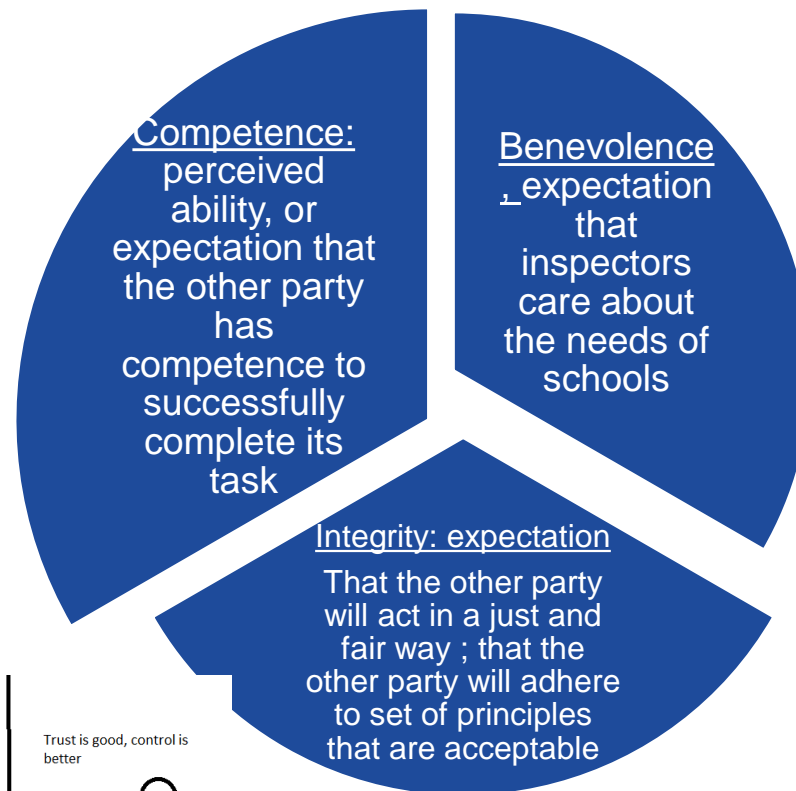 Competence:
perceived
ability, or
expectation that
the other party
has
competence to
successfully
complete its
task
Benevolence
, expectation
that
inspectors
care about
the needs of
schools
Integrity: expectation
That the other party
will act in a just and
fair way ; that the
other party will adhere
to set of principles
that are acceptable
Trust is good, control is
better